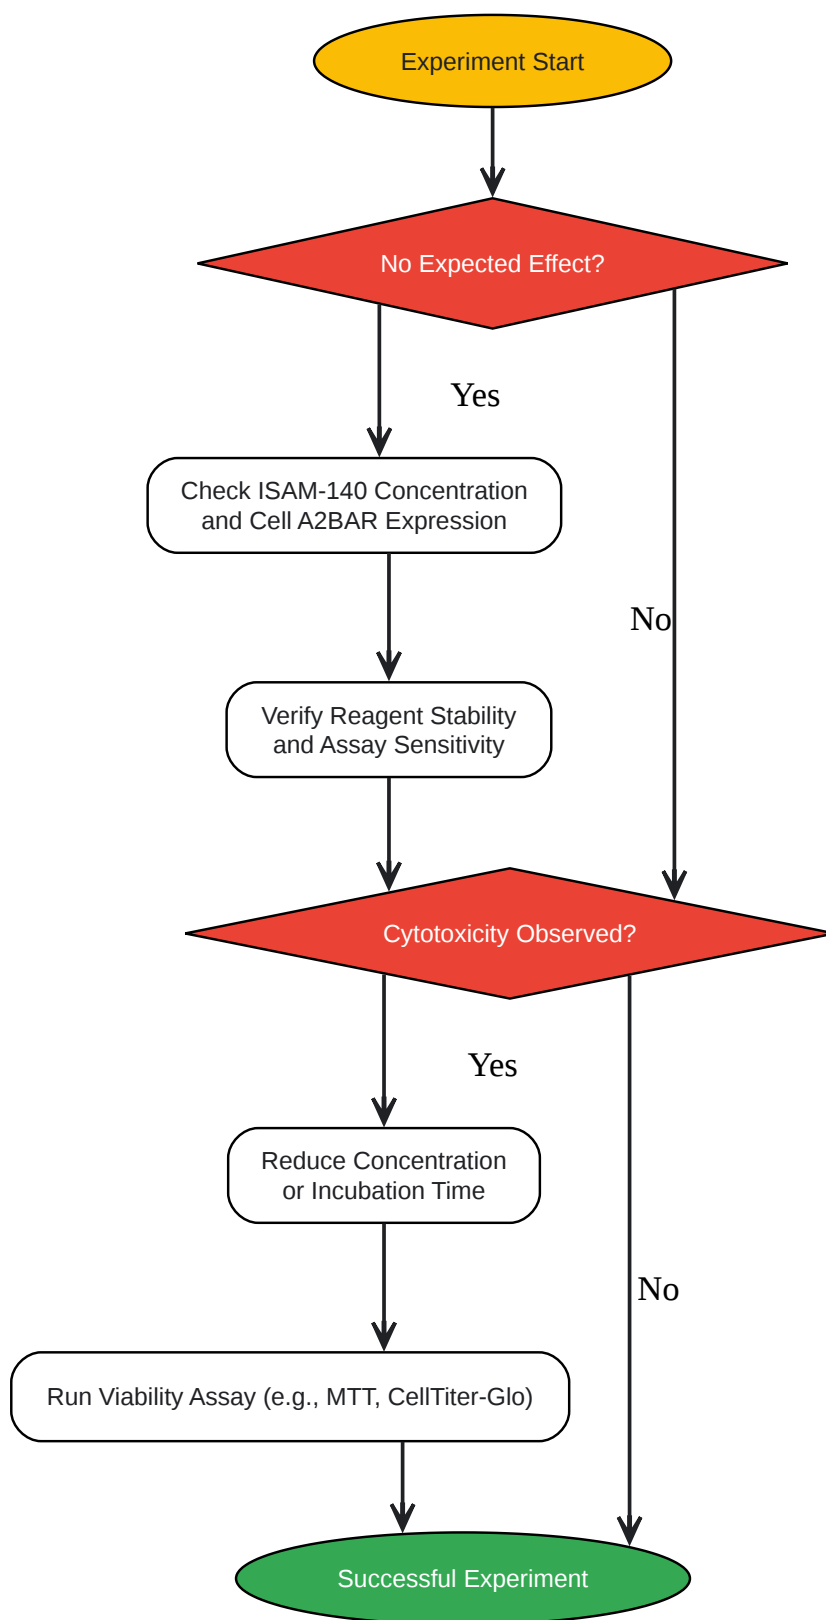 Experiment Start
No Expected Effect?
Yes
Check ISAM-140 Concentration
and Cell A2BAR Expression
No
Verify Reagent Stability
and Assay Sensitivity
Cytotoxicity Observed?
Yes
Reduce Concentration
or Incubation Time
No
Run Viability Assay (e.g., MTT, CellTiter-Glo)
Successful Experiment